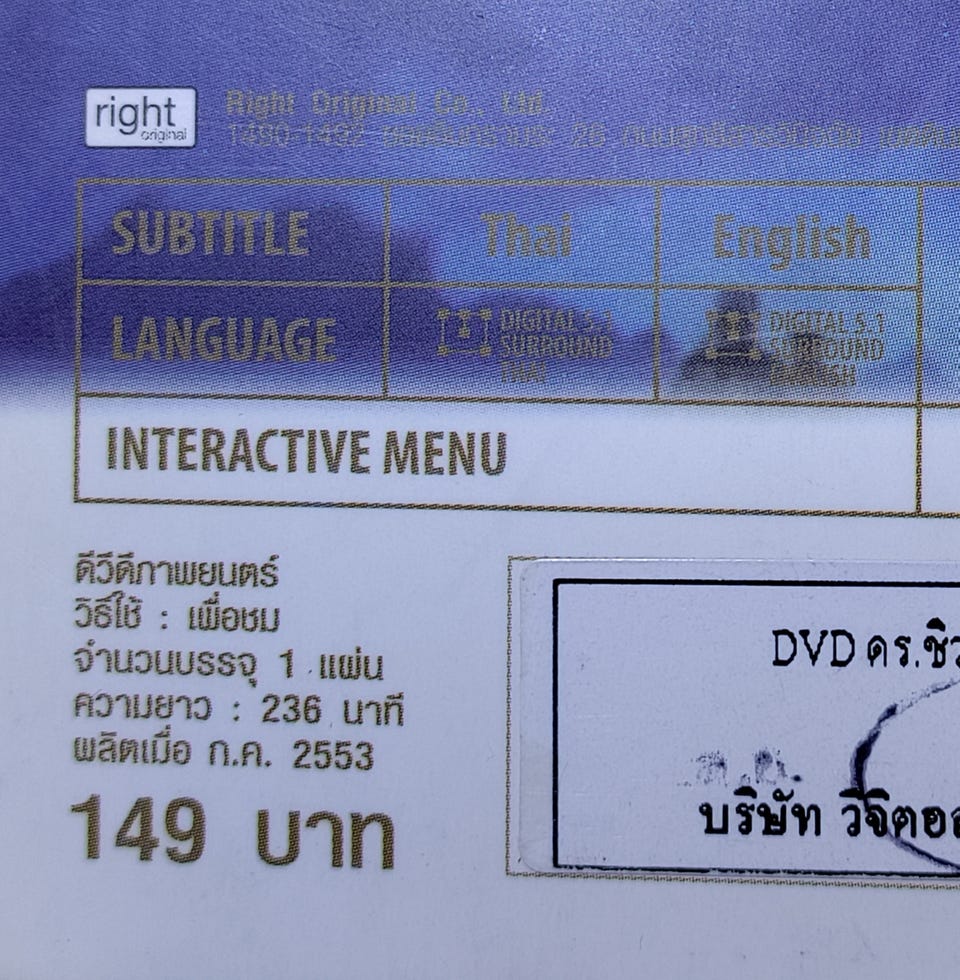 right
original
Right Original Co., Ltd.
1490-1492
SUBTITLE Thai English
LANGUAGE DIGITAL 5.1 SURROUND THAI DIGITAL 5.1 SURROUND ENGLISH
INTERACTIVE MENU
ดีวีดีภาพยนตร์
วิธีใช้ : เพื่อชม
จำนวนบรรจุ 1 แผ่น
ความยาว : 236 นาที
ผลิตเมื่อ ก.ค. 2553
149 บาท
DVD ดร.ชิว
บริษัท วิจิตอ